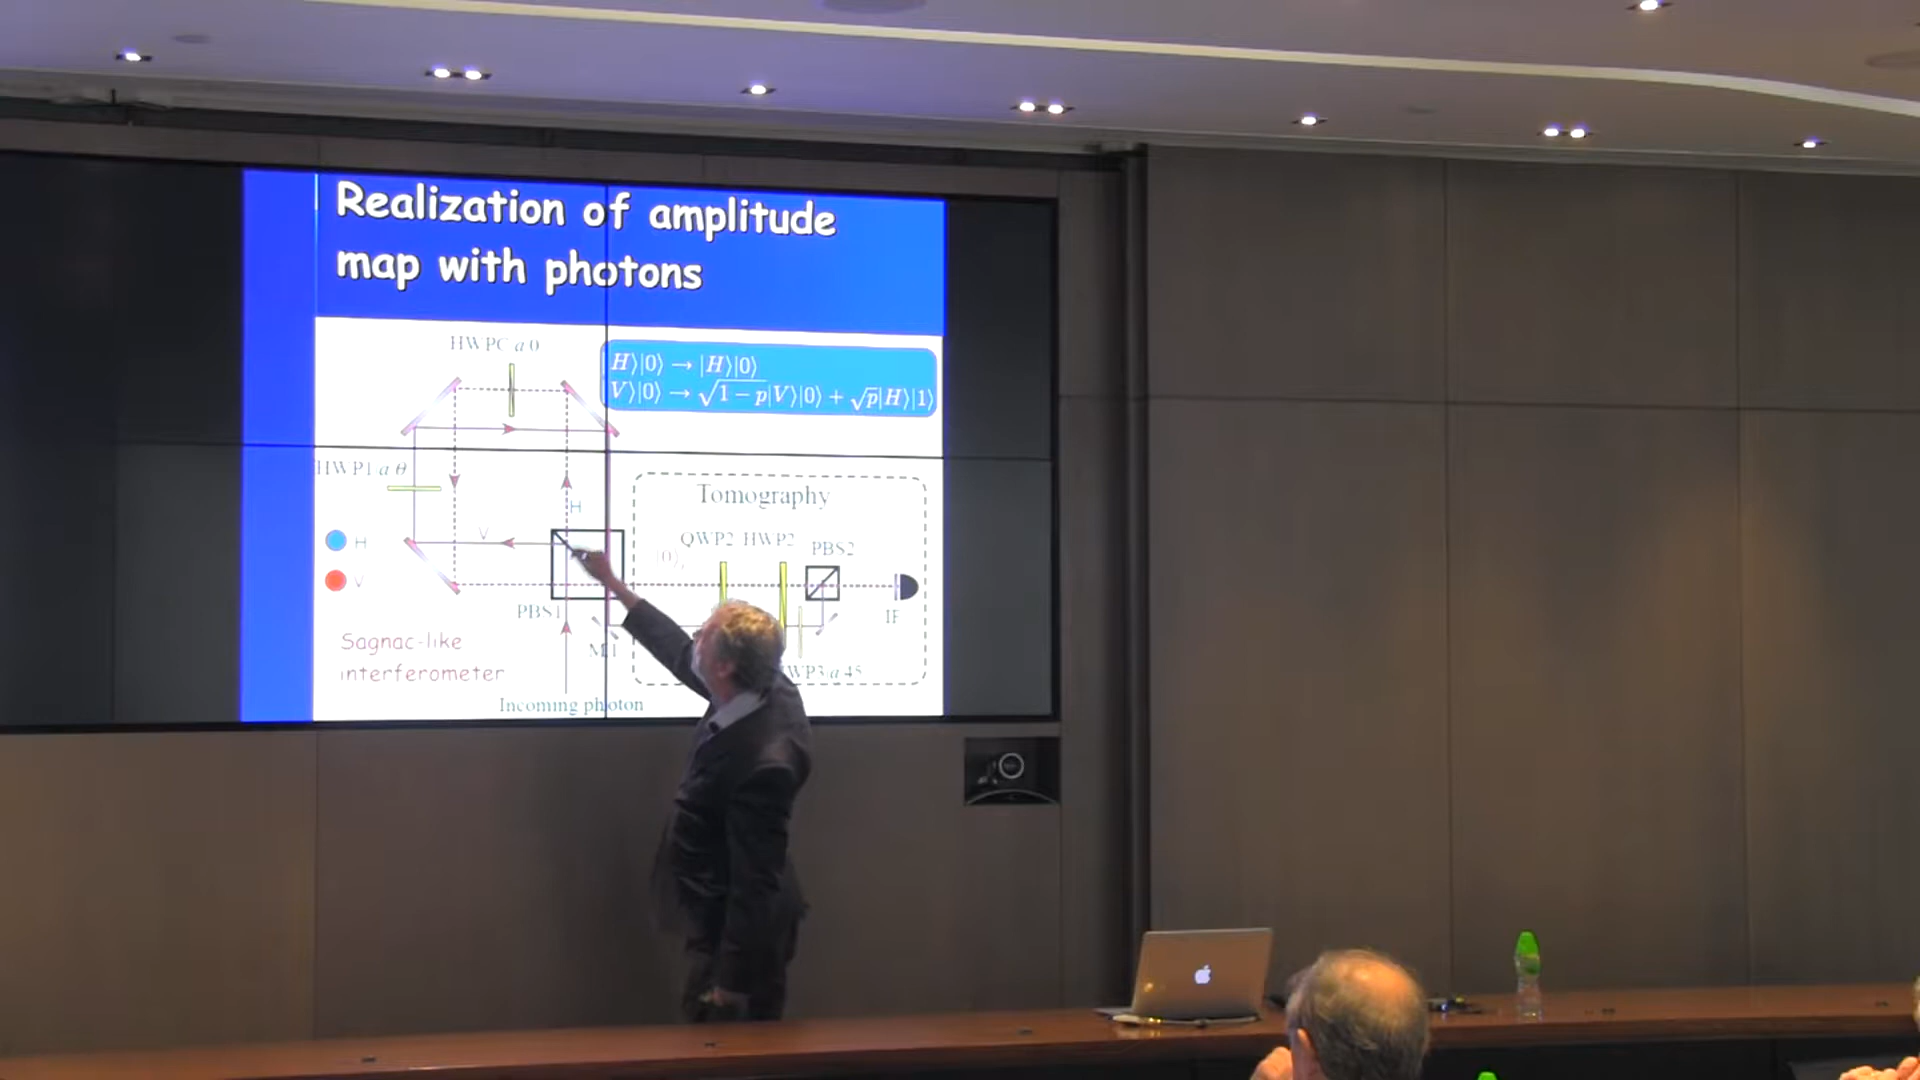 Realization of amplitude
map with photons
HWPC a 0
H⟩|0⟩ → |H⟩|0⟩
V⟩|0⟩ → √1−p|V⟩|0⟩ + √p|H⟩|1⟩
HWP1 a θ
Tomography
H
V
QWP2 HWP2
PBS2
|0⟩
H
V
PBS1
IF
Sagnac-like
interferometer
M1
WP3 a 45
Incoming photon